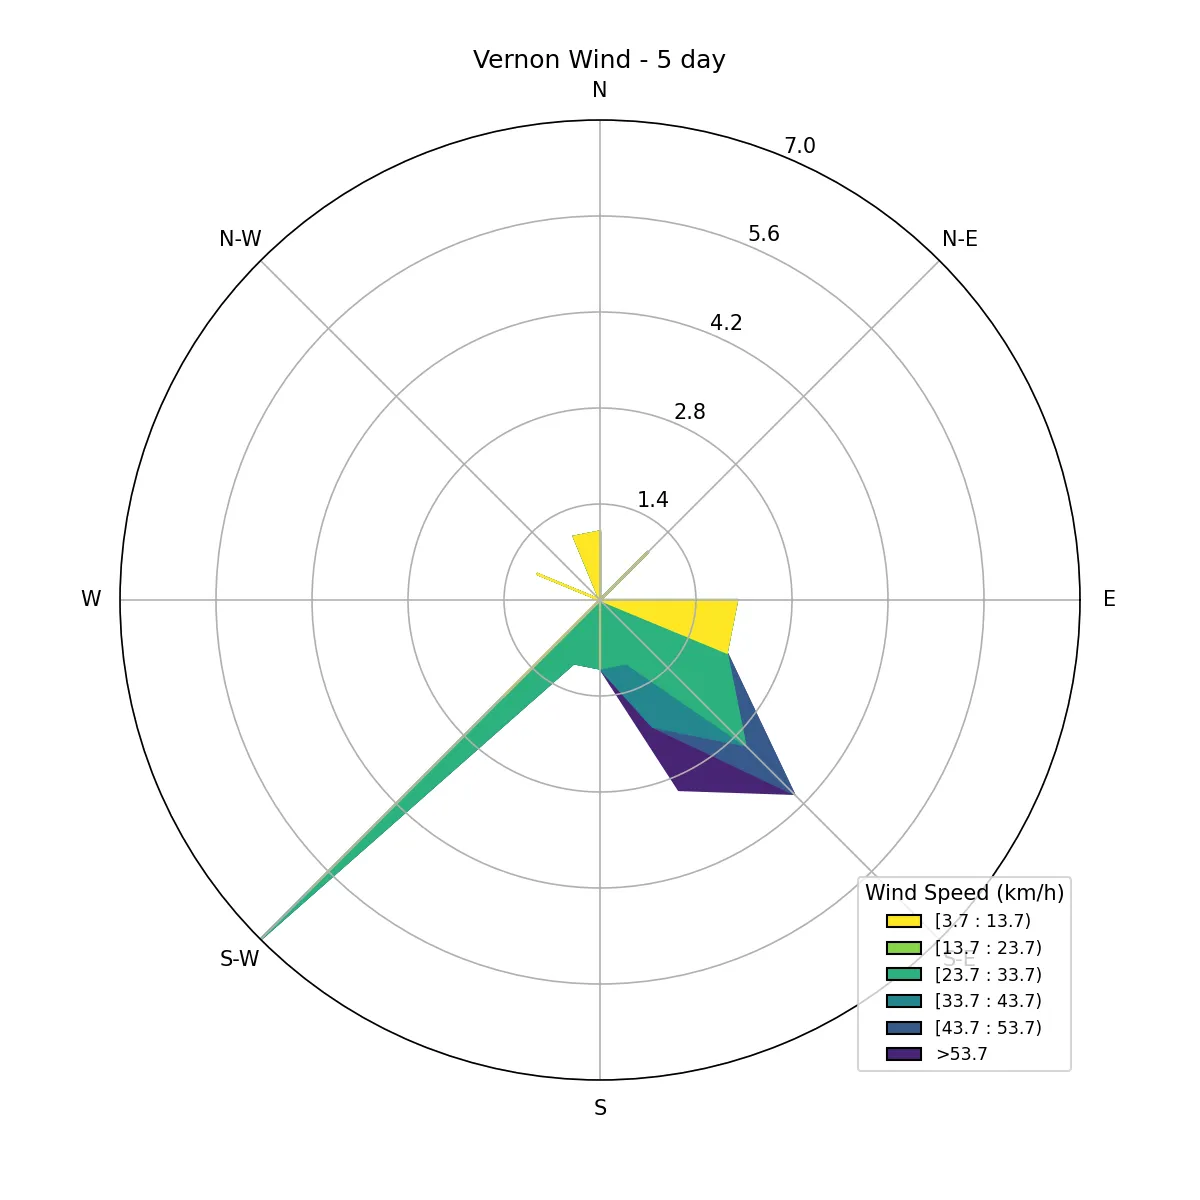 Vernon Wind - 5 day
N
7.0
N-W
5.6
N-E
4.2
2.8
1.4
W
E
S-W
S-E
S
Wind Speed (km/h)
[3.7 : 13.7)
[13.7 : 23.7)
[23.7 : 33.7)
[33.7 : 43.7)
[43.7 : 53.7)
>53.7